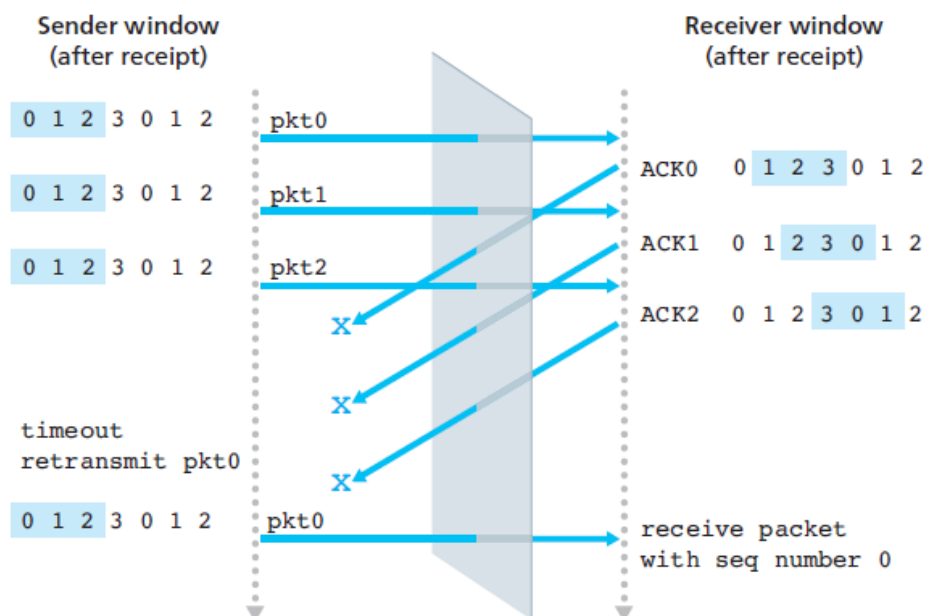 Sender window
(after receipt)
Receiver window
(after receipt)
0 1 2 3 0 1 2
pkt0
ACK0 0 1 2 3 0 1 2
0 1 2 3 0 1 2
pkt1
ACK1 0 1 2 3 0 1 2
0 1 2 3 0 1 2
pkt2
ACK2 0 1 2 3 0 1 2
x
x
timeout
retransmit pkt0
x
0 1 2 3 0 1 2
pkt0
receive packet
with seq number 0